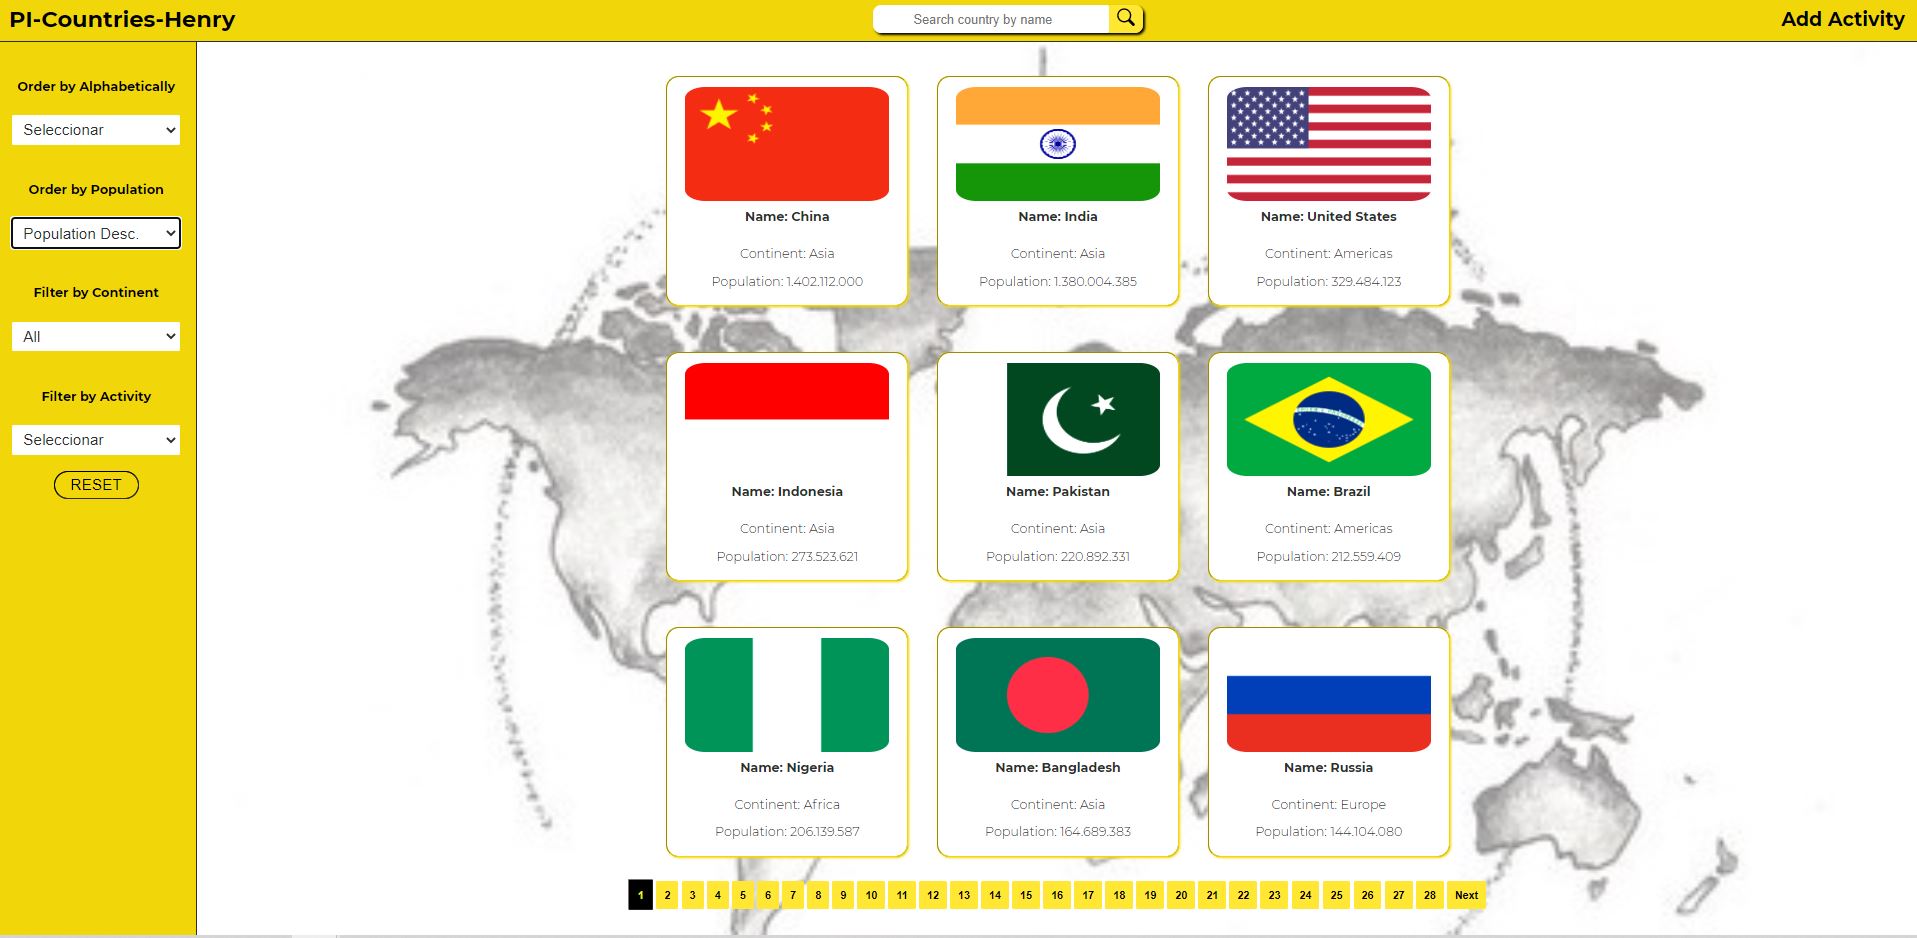 PI-Countries-Henry
Search country by name
Add Activity
Order by Alphabetically
Seleccionar
Order by Population
Population Desc.
Filter by Continent
All
Filter by Activity
Seleccionar
RESET
Name: China
Continent: Asia
Population: 1.402.112.000
Name: India
Continent: Asia
Population: 1.380.004.385
Name: United States
Continent: Americas
Population: 329.484.123
Name: Indonesia
Continent: Asia
Population: 273.523.621
Name: Pakistan
Continent: Asia
Population: 220.892.331
Name: Brazil
Continent: Americas
Population: 212.559.409
Name: Nigeria
Continent: Africa
Population: 206.139.587
Name: Bangladesh
Continent: Asia
Population: 164.689.383
Name: Russia
Continent: Europe
Population: 144.104.080
1 2 3 4 5 6 7 8 9 10 11 12 13 14 15 16 17 18 19 20 21 22 23 24 25 26 27 28 Next